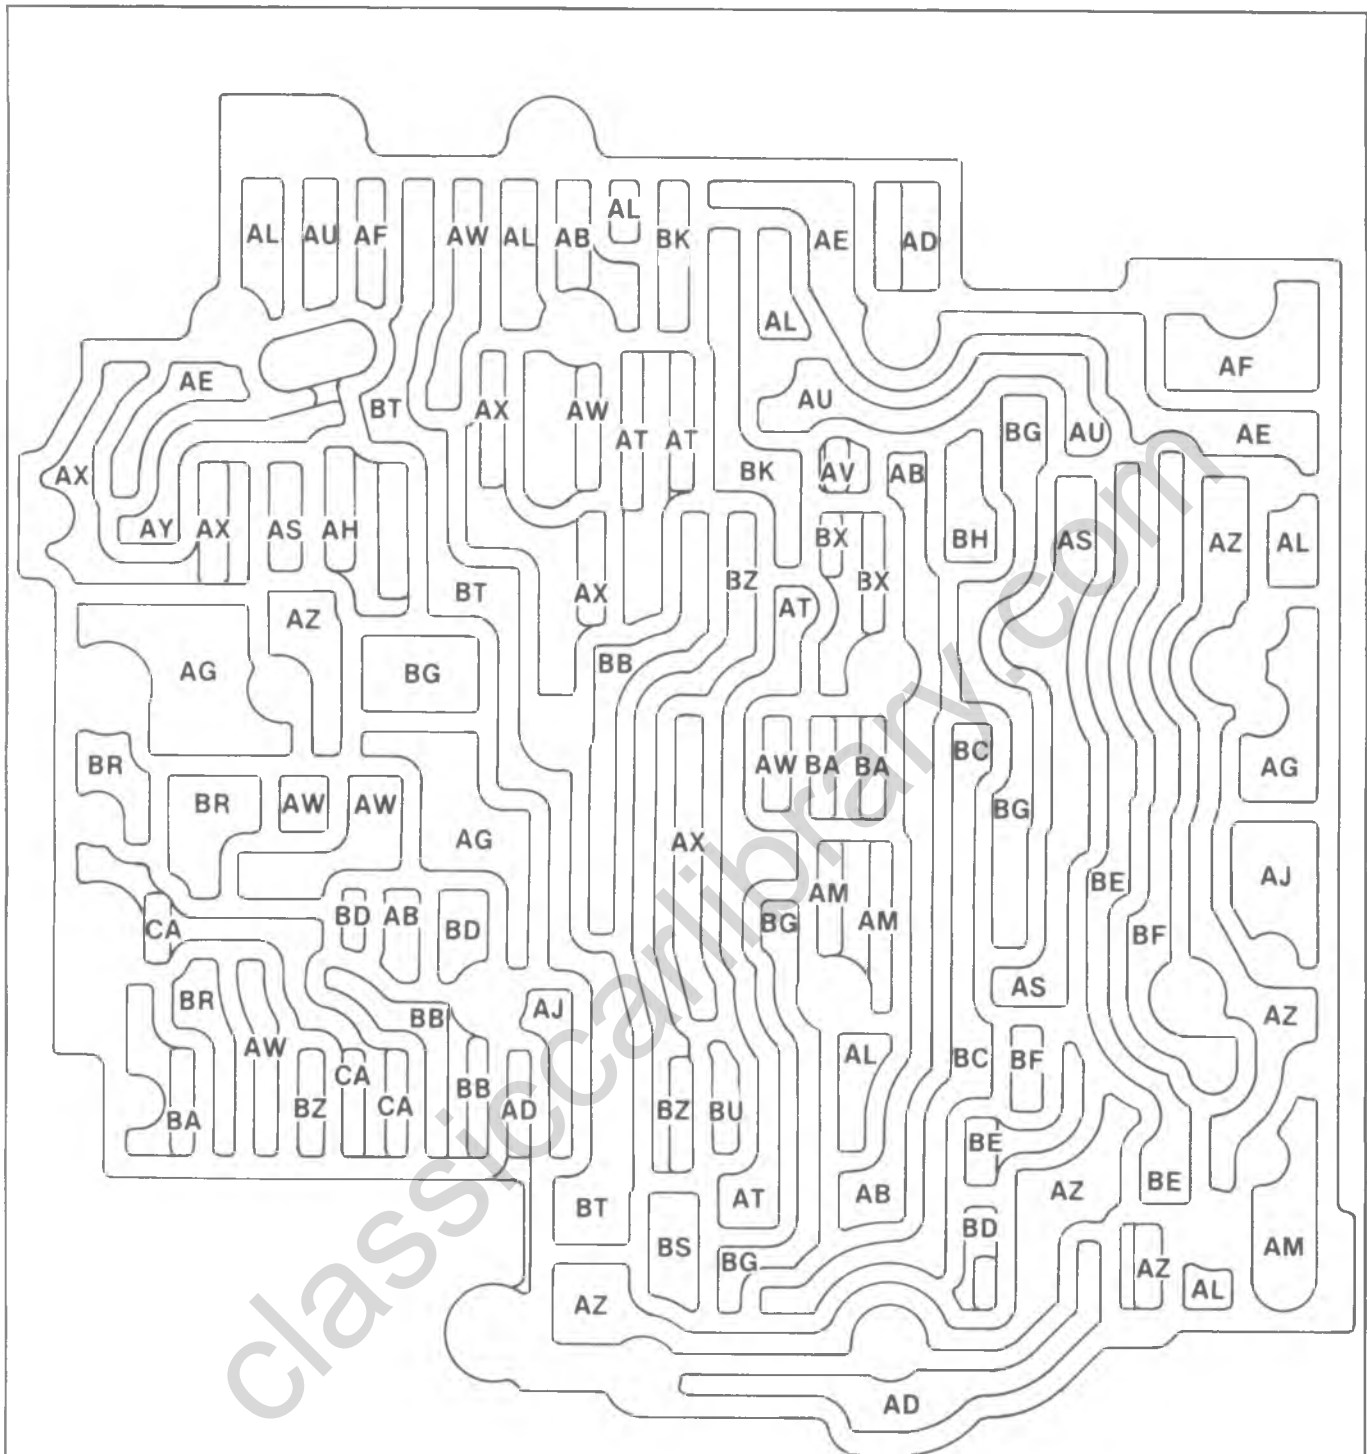 AL AU AF AW AL AB AL BK AE AD
AL
AE BT AX AW AU AF
AT AT BG AU AE
AX BK AV AB
AY AX AS AH BX BH AS AZ AL
BT AX BZ BX
AZ AT
AG BG BB
BR AW BA BA BC AG
BR AW AW BG
AG AX BE AJ
CA BD AB BD BG AM AM BF
BR BB AJ AS AZ
AW CA BB AL BC BF
BA BZ CA AD BZ BU BE
BT AT AB AZ BE
BS BG BD AZ AL AM
AZ
AD
classiccarlibrary.com